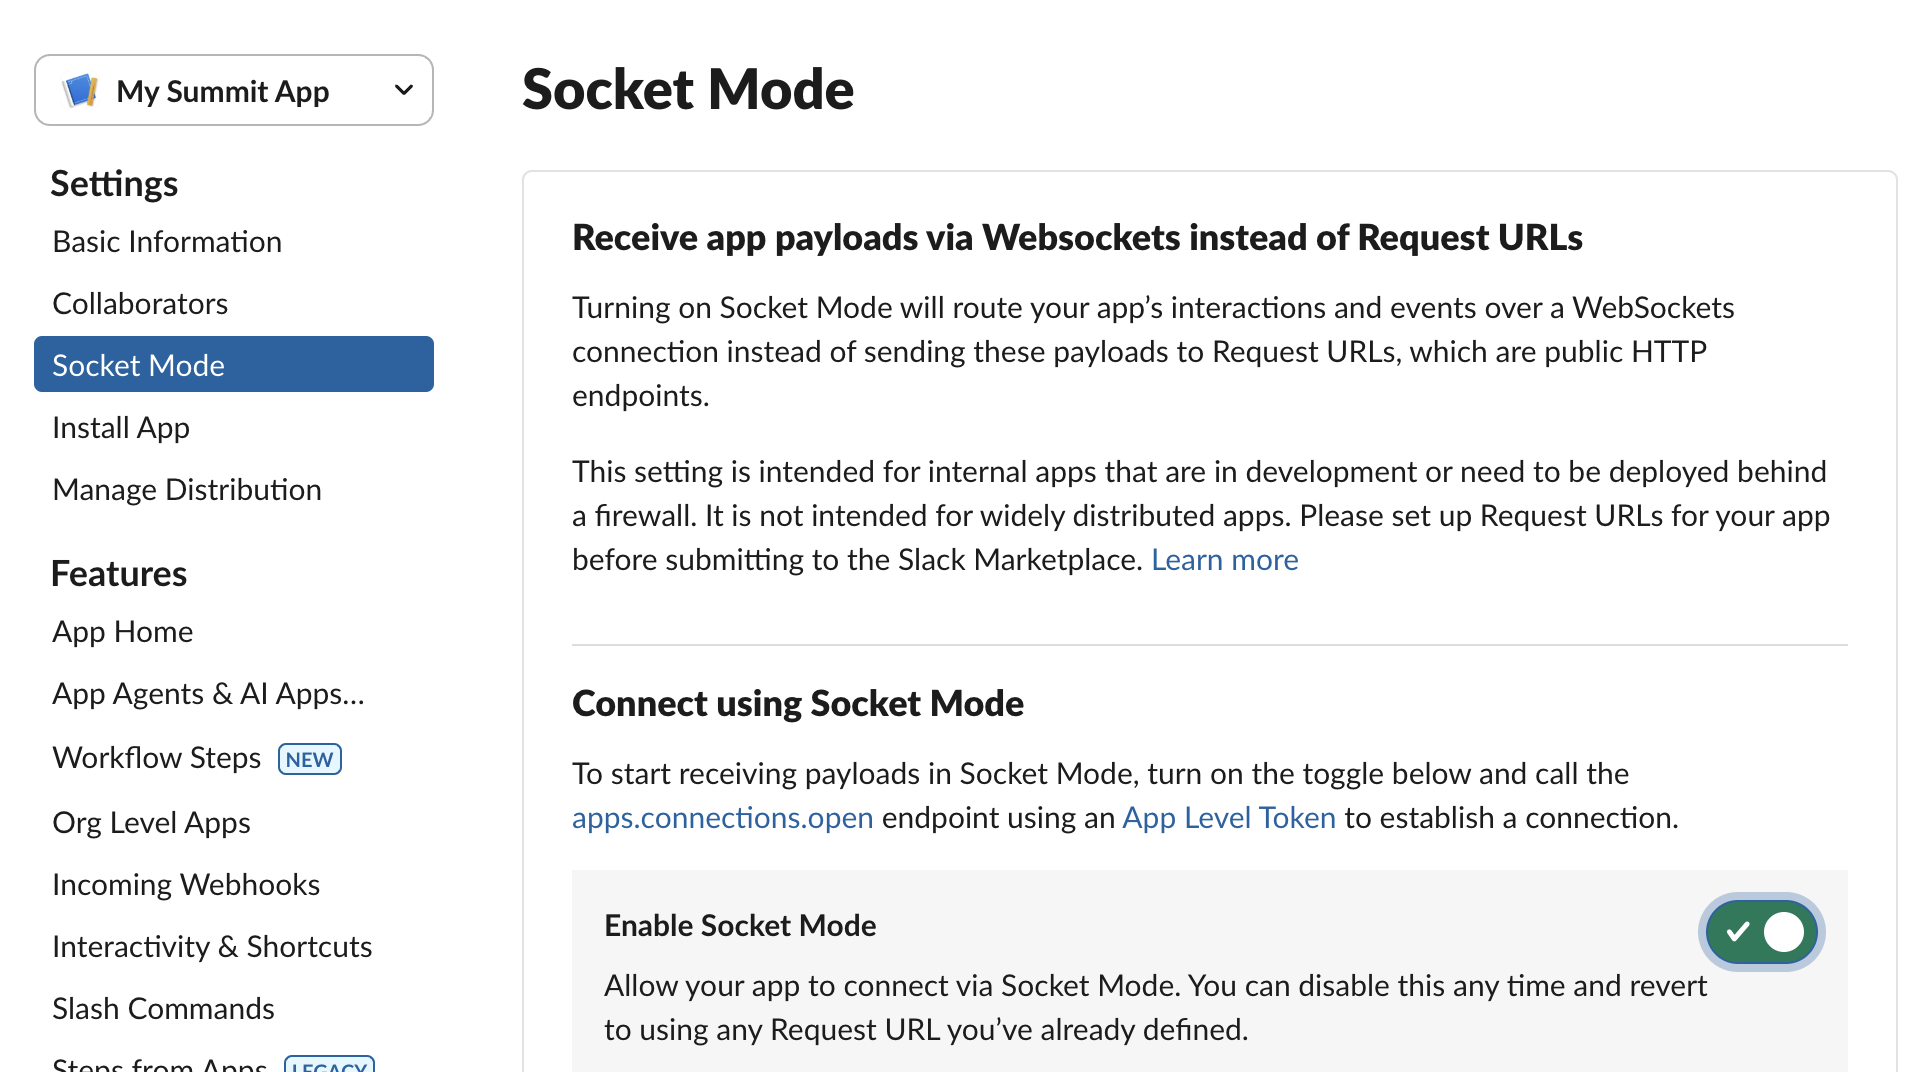 My Summit App
Settings
Basic Information
Collaborators
Socket Mode
Install App
Manage Distribution
Features
App Home
App Agents & AI Apps...
Workflow Steps NEW
Org Level Apps
Incoming Webhooks
Interactivity & Shortcuts
Slash Commands
Steps from Apps LEGACY
Socket Mode
Receive app payloads via Websockets instead of Request URLs
Turning on Socket Mode will route your app’s interactions and events over a WebSockets
connection instead of sending these payloads to Request URLs, which are public HTTP
endpoints.
This setting is intended for internal apps that are in development or need to be deployed behind
a firewall. It is not intended for widely distributed apps. Please set up Request URLs for your app
before submitting to the Slack Marketplace. Learn more
Connect using Socket Mode
To start receiving payloads in Socket Mode, turn on the toggle below and call the
apps.connections.open endpoint using an App Level Token to establish a connection.
Enable Socket Mode
Allow your app to connect via Socket Mode. You can disable this any time and revert
to using any Request URL you’ve already defined.